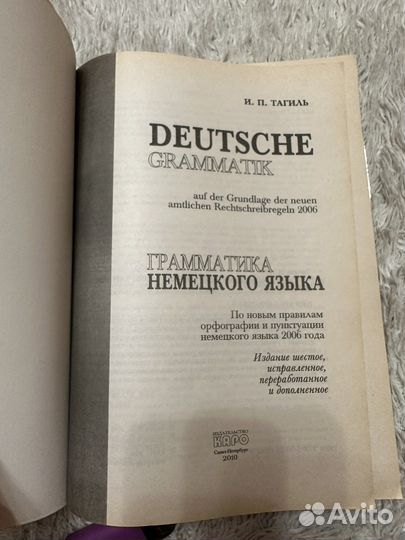 И. П. ТАГИЛЬ
DEUTSCHE
GRAMMATIK
auf der Grundlage der neuen
amtlichen Rechtschreibregeln 2006
ГРАММАТИКА
НЕМЕЦКОГО ЯЗЫКА
По новым правилам
орфографии и пунктуации
немецкого языка 2006 года
Издание шестое,
исправленное,
переработанное
и дополненное
ИЗДАТЕЛЬСТВО
КАРО
Санкт-Петербург
2010
Avito